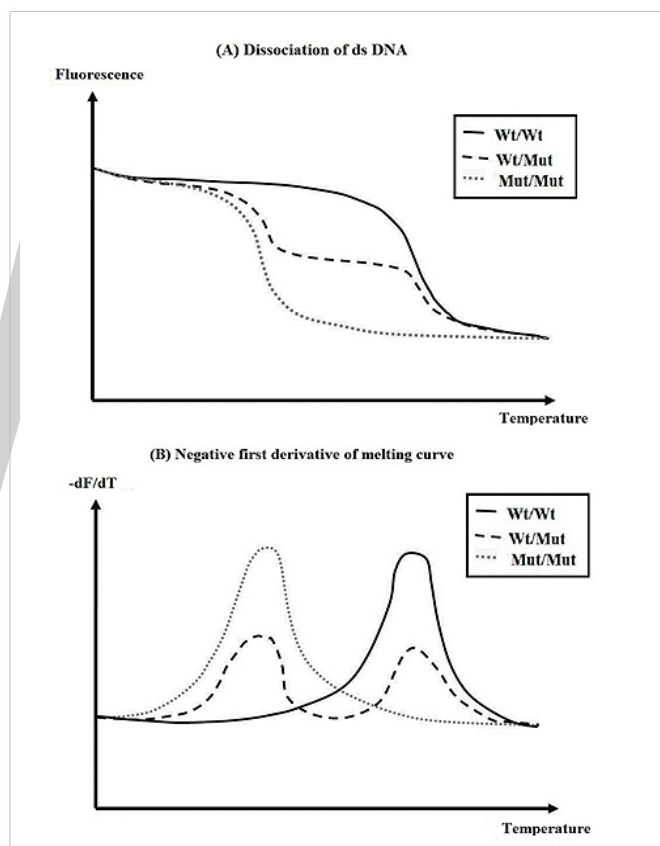 (A) Dissociation of ds DNA
Fluorescence
Wt/Wt
Wt/Mut
Mut/Mut
Temperature
(B) Negative first derivative of melting curve
-dF/dT
Wt/Wt
Wt/Mut
Mut/Mut
Temperature